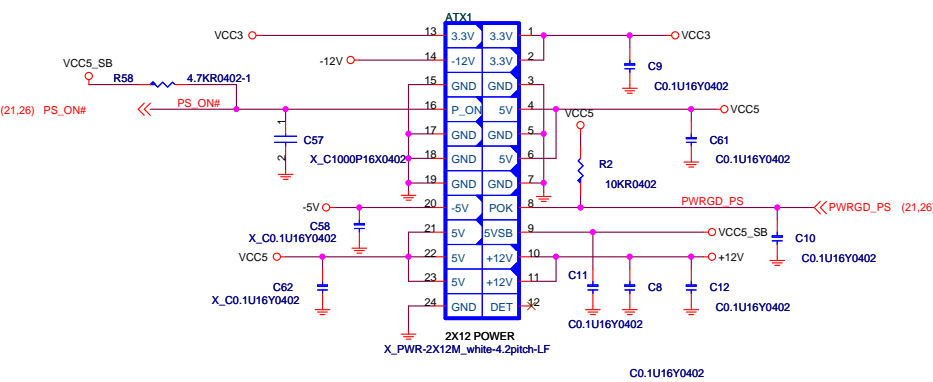 ATX1
VCC3 13 3.3V 3.3V 1 VCC3
-12V 14 -12V 3.3V 2
VCC5_SB
R58 4.7KR0402-1
15 GND GND 3
C9
C0.1U16Y0402
(21,26) PS_ON# PS_ON# 16 P_ON 5V 4 VCC5
VCC5
1
C57
2
X_C1000P16X0402
17 GND GND 5
C61
C0.1U16Y0402
18 GND 5V 6
R2
10KR0402
19 GND GND 7
-5V 20 -5V POK 8 PWRGD_PS PWRGD_PS (21,26)
C58
X_C0.1U16Y0402
21 5V 5VSB 9 VCC5_SB
C10
C0.1U16Y0402
VCC5 22 5V +12V 10 +12V
C62
X_C0.1U16Y0402
23 5V +12V 11
C11 C8 C12
C0.1U16Y0402
24 GND DET 12
C0.1U16Y0402
2X12 POWER
X_PWR-2X12M_white-4.2pitch-LF
C0.1U16Y0402